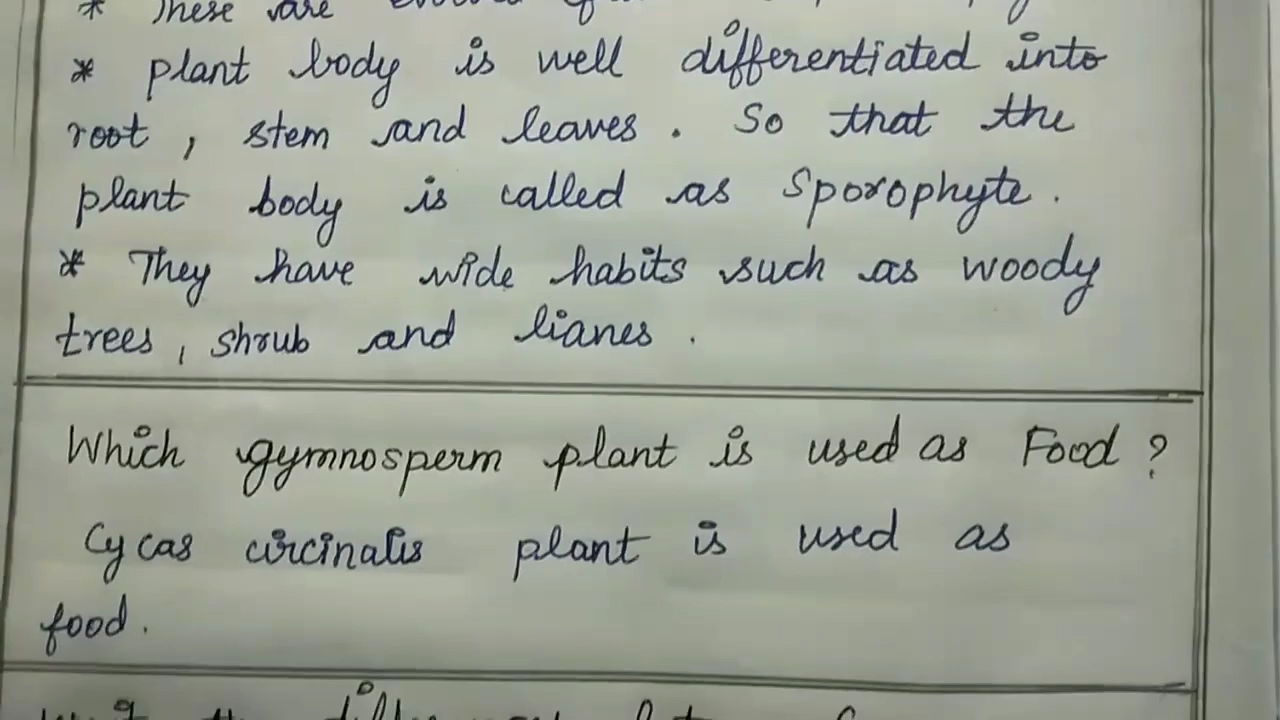 * These are
* plant body is well differentiated into
root, stem and leaves. So that the
plant body is called as Sporophyte.
* They have wide habits such as woody
trees, shrub and lianes.
Which gymnosperm plant is used as Food?
Cycas circinalis plant is used as
food.